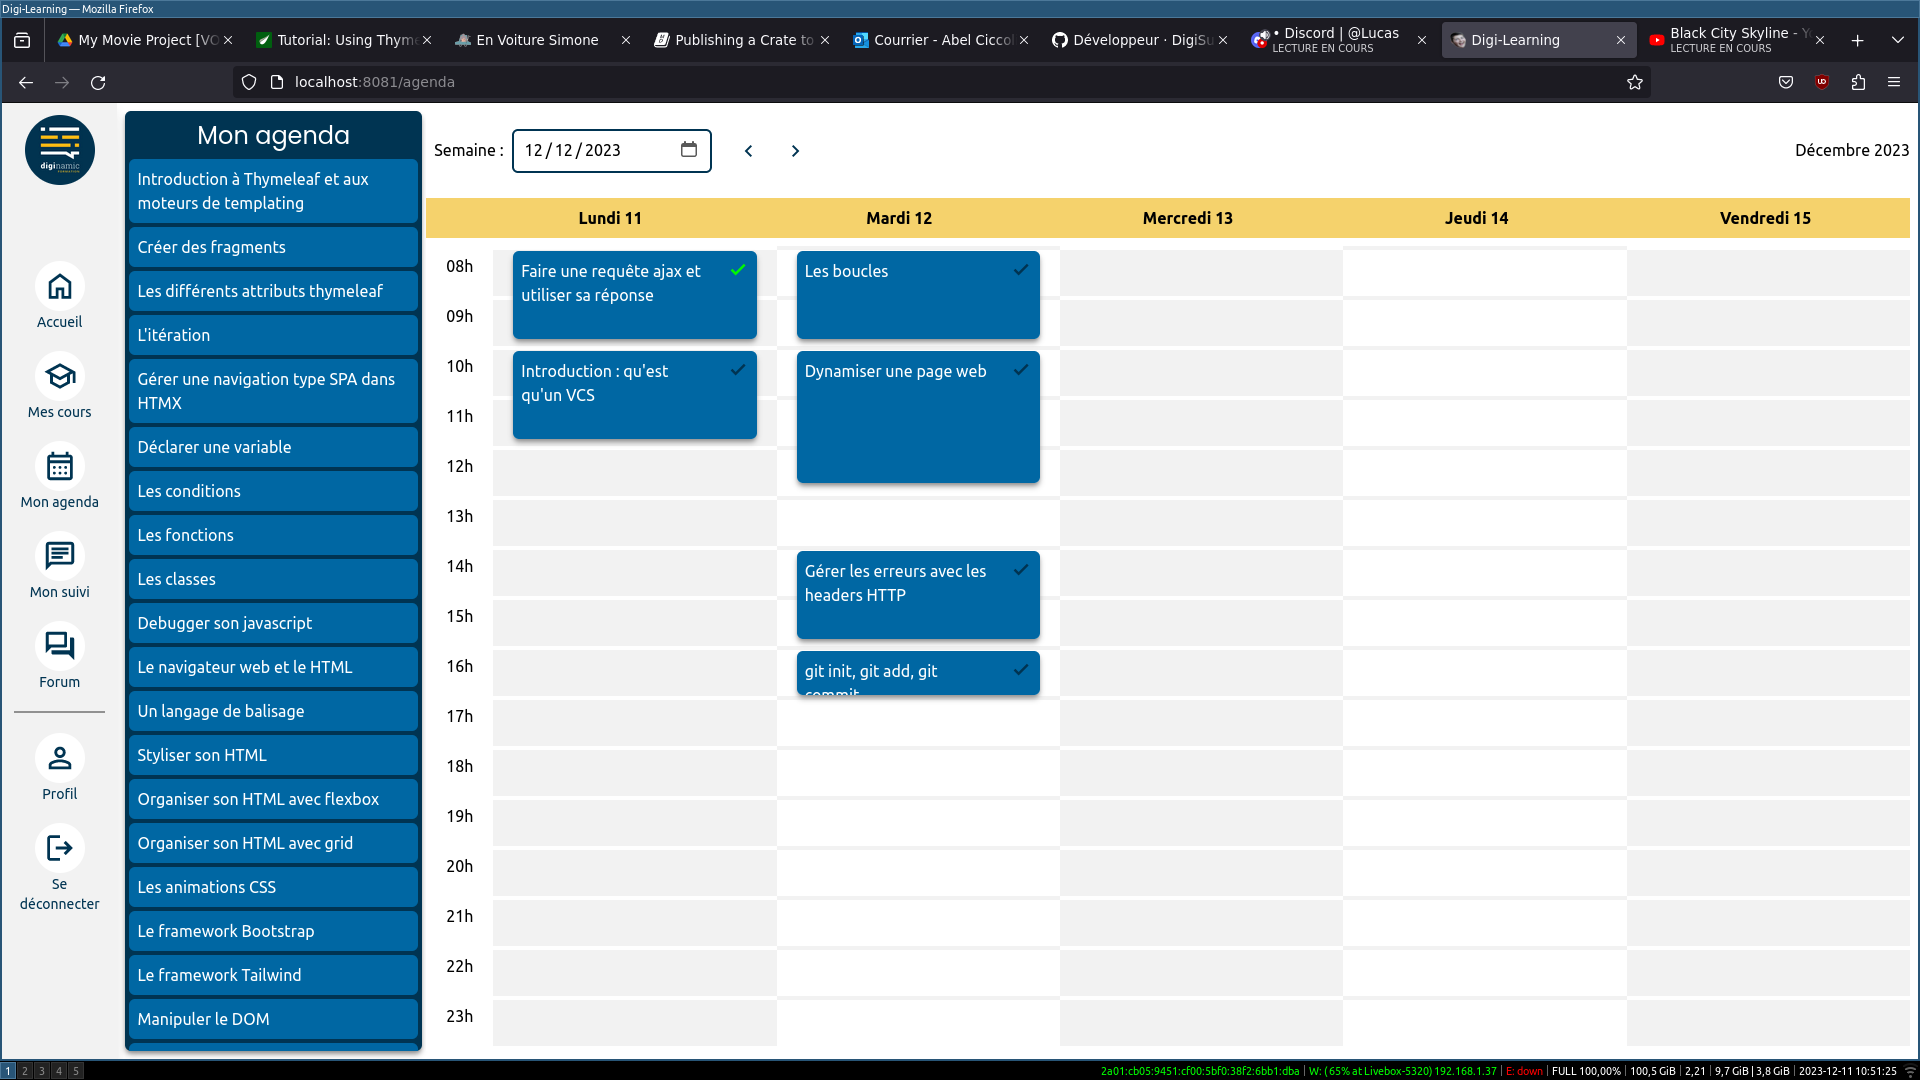 Digi-Learning — Mozilla Firefox
My Movie Project [VO
Tutorial: Using Thyme
En Voiture Simone
Publishing a Crate to
Courrier - Abel Ciccol
Développeur · DigiSu
• Discord | @Lucas
LECTURE EN COURS
Digi-Learning
Black City Skyline - Yo
LECTURE EN COURS
localhost:8081/agenda
diginamic
FORMATION
Accueil
Mes cours
Mon agenda
Mon suivi
Forum
Profil
Se
déconnecter
Mon agenda
Introduction à Thymeleaf et aux
moteurs de templating
Créer des fragments
Les différents attributs thymeleaf
L'itération
Gérer une navigation type SPA dans
HTMX
Déclarer une variable
Les conditions
Les fonctions
Les classes
Debugger son javascript
Le navigateur web et le HTML
Un langage de balisage
Styliser son HTML
Organiser son HTML avec flexbox
Organiser son HTML avec grid
Les animations CSS
Le framework Bootstrap
Le framework Tailwind
Manipuler le DOM
Semaine : 12 / 12 / 2023
Décembre 2023
Lundi 11 Mardi 12 Mercredi 13 Jeudi 14 Vendredi 15
08h
09h
10h
11h
12h
13h
14h
15h
16h
17h
18h
19h
20h
21h
22h
23h
Faire une requête ajax et
utiliser sa réponse
Introduction : qu'est
qu'un VCS
Les boucles
Dynamiser une page web
Gérer les erreurs avec les
headers HTTP
git init, git add, git
commit
1 2 3 4 5
2a01:cb05:9451:cf00:5bf0:38f2:6bb1:dba | W: (65% at Livebox-5320) 192.168.1.37 | E: down | FULL 100,00% | 100,5 GiB | 2,21 | 9,7 GiB | 3,8 GiB | 2023-12-11 10:51:25